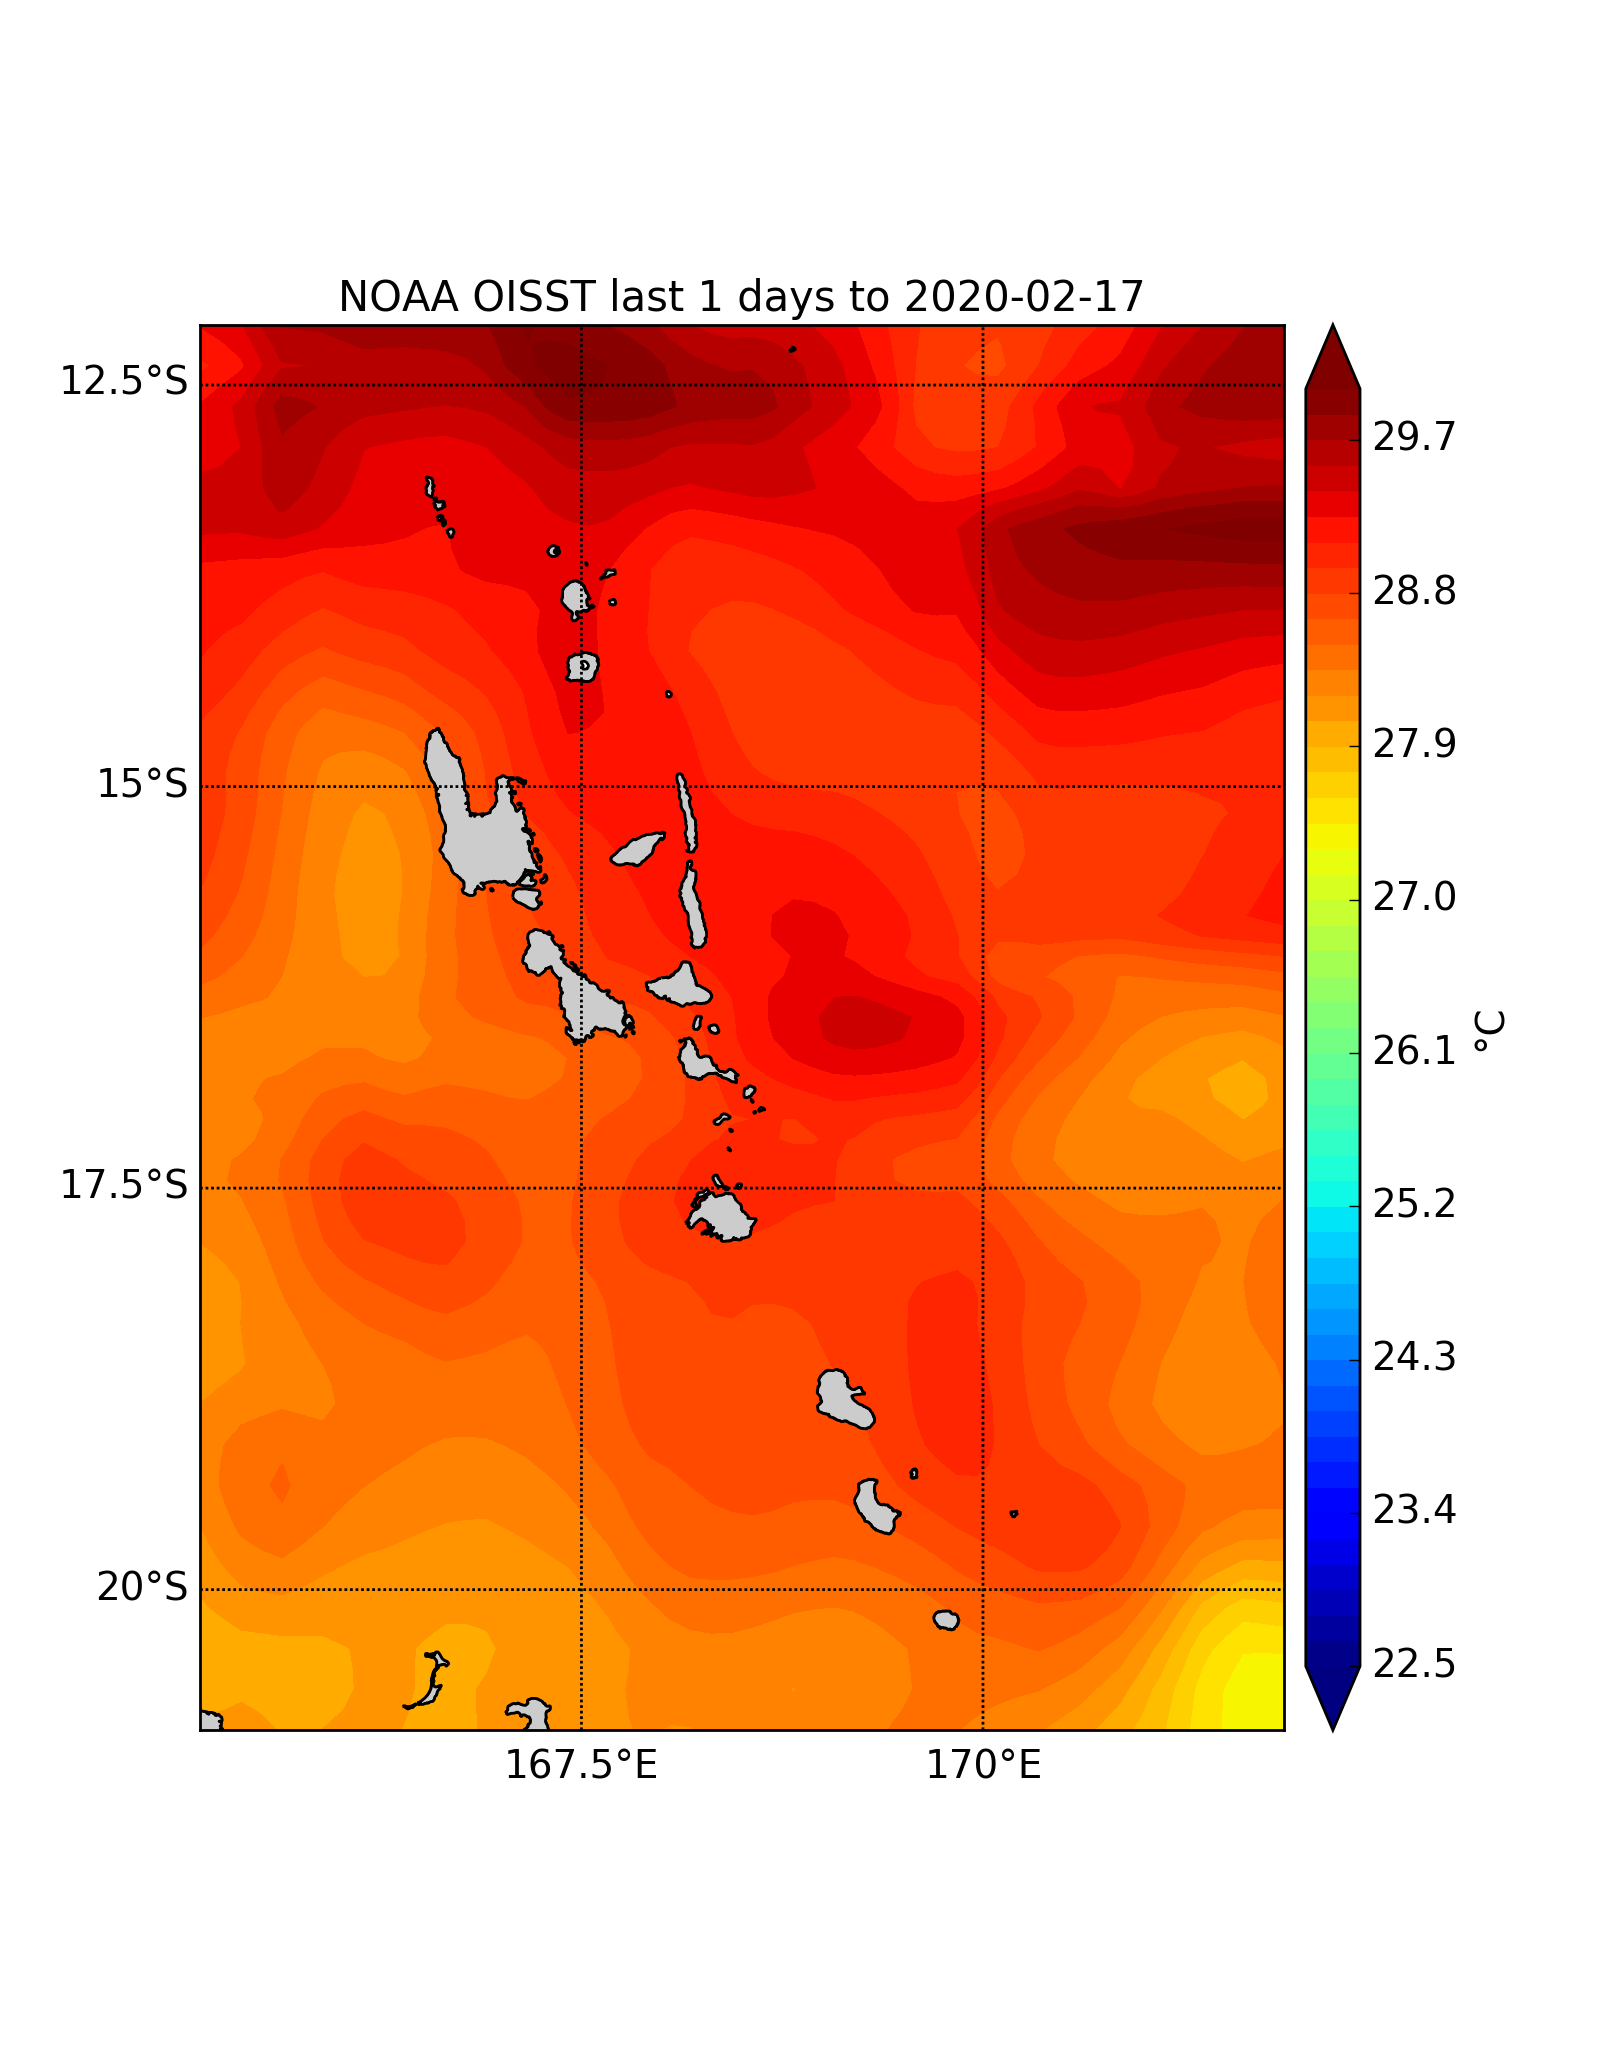 NOAA OISST last 1 days to 2020-02-17
12.5°S
15°S
17.5°S
20°S
167.5°E
170°E
29.7
28.8
27.9
27.0
26.1
25.2
24.3
23.4
22.5
°C